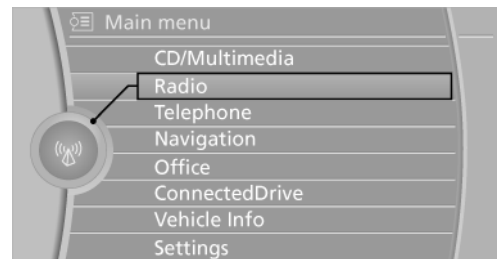 Main menu
CD/Multimedia
Radio
Telephone
Navigation
Office
ConnectedDrive
Vehicle Info
Settings